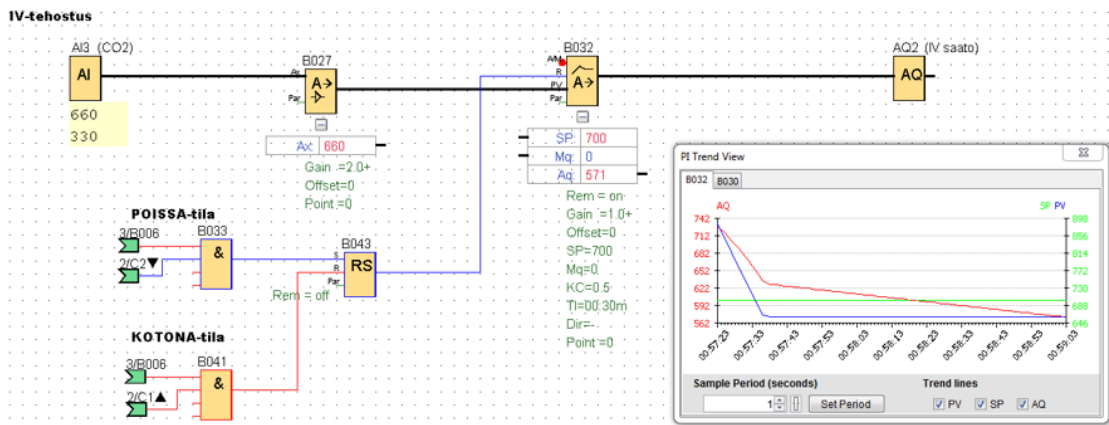 IV-tehostus
AI3 (CO2)
AI
660
330
B027
Ax
Par
A→
Ax: 660
Gain =2.0+
Offset=0
Point=0
B032
A/M
R
PV
Par
A→
SP: 700
Mq: 0
Aq: 571
Rem = on
Gain =1.0+
Offset=0
SP=700
Mq=0
KC=0.5
TI=00:30m
Dir=-
Point=0
AQ2 (IV saato)
AQ
POISSA-tila
3/B006
2/C2▼
B033
&
B043
S
R
Par
RS
Rem = off
KOTONA-tila
3/B006
2/C1▲
B041
&
PI Trend View
B032 B030
AQ SP PV
742 898
712 856
682 814
652 772
622 730
592 688
562 646
00:57:23 00:57:33 00:57:43 00:57:53 00:58:03 00:58:13 00:58:23 00:58:33 00:58:43 00:58:53 00:59:03
Sample Period (seconds) Trend lines
1 Set Period PV SP AQ